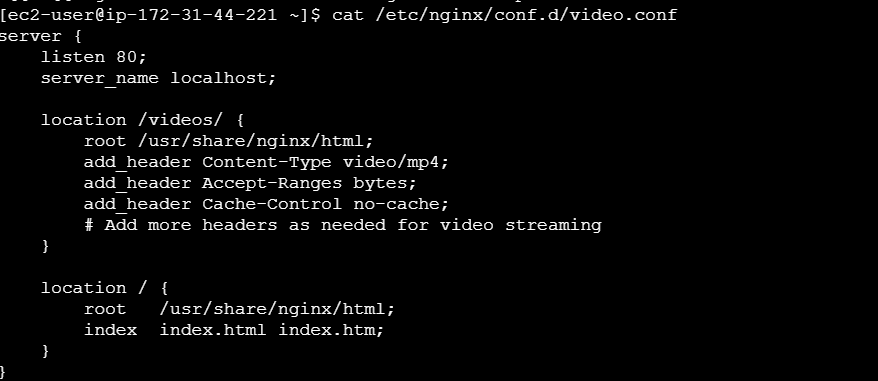 [ec2-user@ip-172-31-44-221 ~]$ cat /etc/nginx/conf.d/video.conf
server {
    listen 80;
    server_name localhost;

    location /videos/ {
        root /usr/share/nginx/html;
        add_header Content-Type video/mp4;
        add_header Accept-Ranges bytes;
        add_header Cache-Control no-cache;
        # Add more headers as needed for video streaming
    }

    location / {
        root   /usr/share/nginx/html;
        index  index.html index.htm;
    }
}